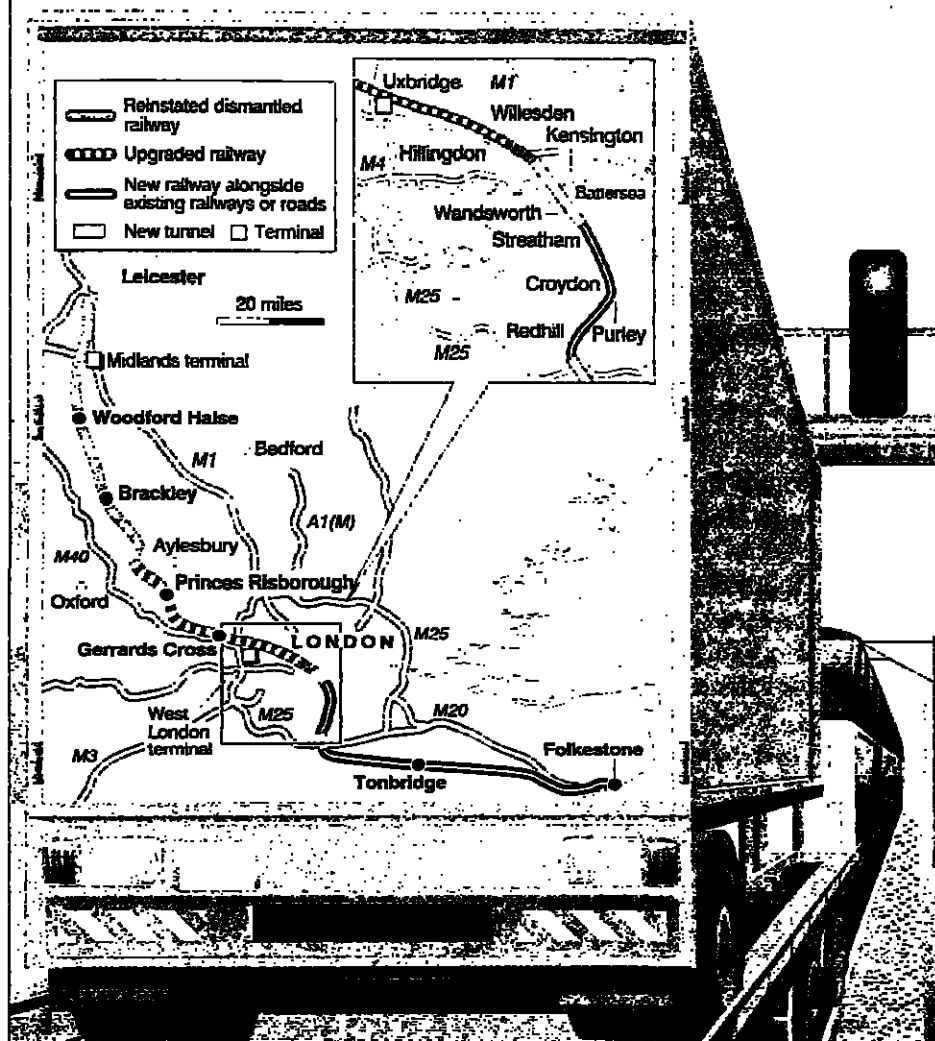 Reinstated dismantled
railway
Upgraded railway
New railway alongside
existing railways or roads
New tunnel
Terminal
Uxbridge
M1
Willesden
Kensington
Hillingdon
M4
Battersea
Wandsworth
Streatham
Croydon
M25
Redhill
Purley
M25
Leicester
20 miles
Midlands terminal
Woodford Halse
M1
Bedford
Brackley
A1(M)
Aylesbury
M40
Princes Risborough
Oxford
LONDON
M25
Gerrards Cross
West
London
terminal
M25
M20
M3
Folkestone
Tonbridge